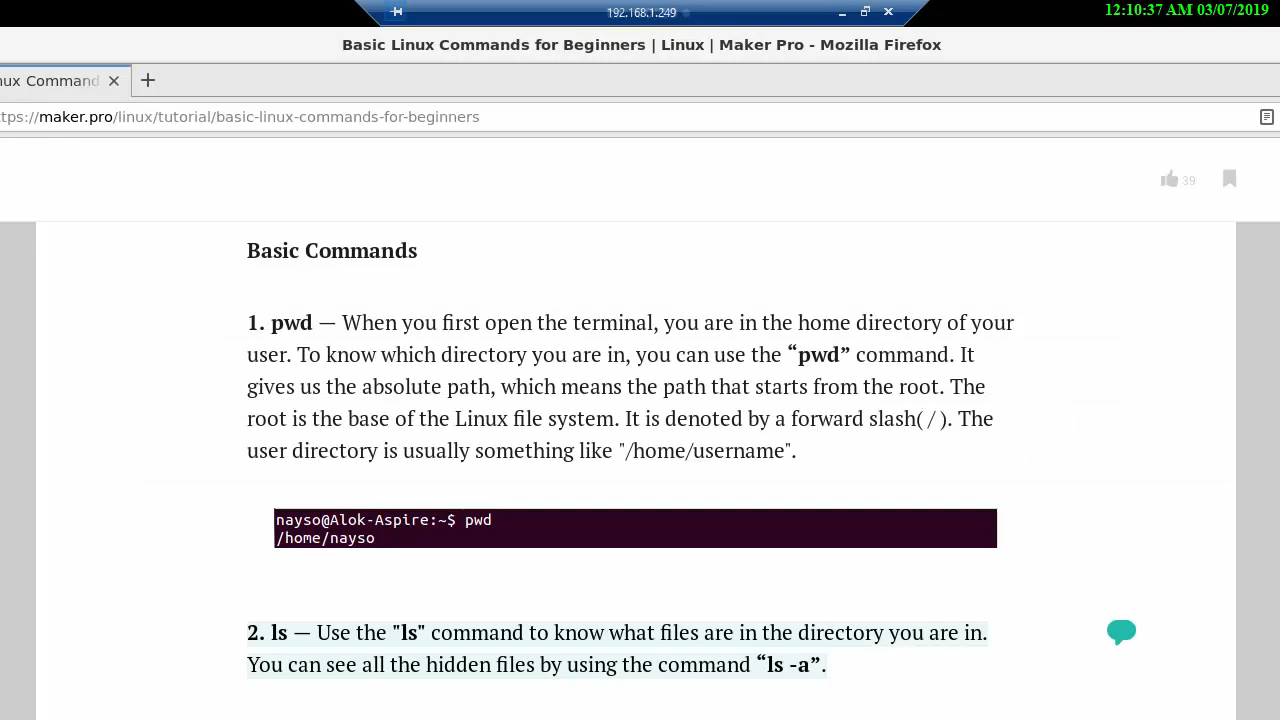 192.168.1.249
12:10:37 AM 03/07/2019
Basic Linux Commands for Beginners | Linux | Maker Pro - Mozilla Firefox
nux Command
tps://maker.pro/linux/tutorial/basic-linux-commands-for-beginners
39
Basic Commands
1. pwd — When you first open the terminal, you are in the home directory of your
user. To know which directory you are in, you can use the “pwd” command. It
gives us the absolute path, which means the path that starts from the root. The
root is the base of the Linux file system. It is denoted by a forward slash( / ). The
user directory is usually something like "/home/username".
nayso@Alok-Aspire:~$ pwd
/home/nayso
2. ls — Use the "ls" command to know what files are in the directory you are in.
You can see all the hidden files by using the command “ls -a”.